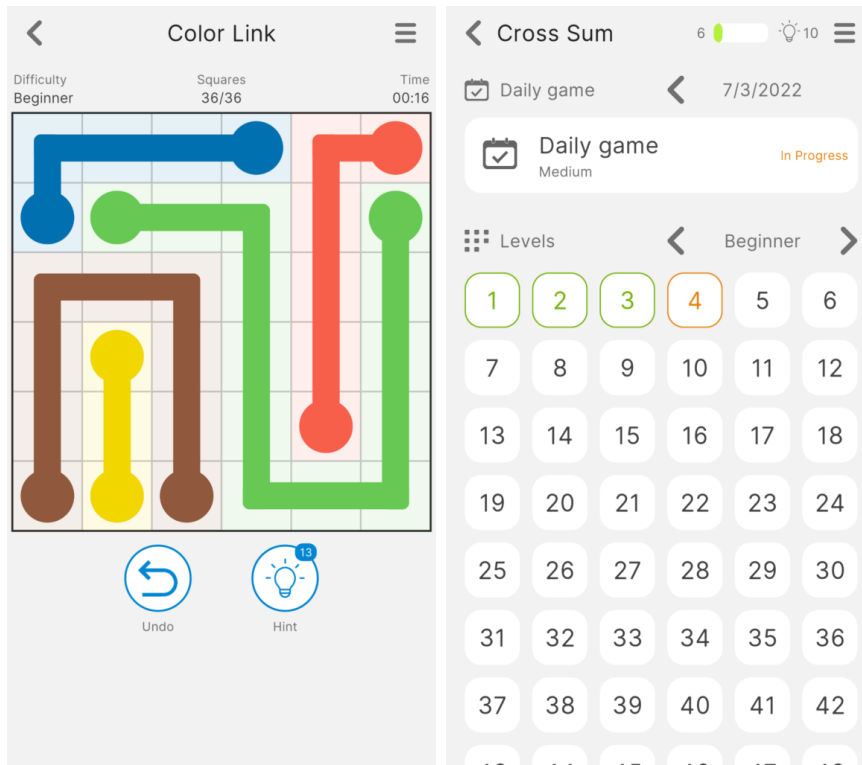 Color Link
Difficulty Squares Time
Beginner 36/36 00:16
13
Undo Hint
Cross Sum 6 10
Daily game 7/3/2022
Daily game
Medium
In Progress
Levels Beginner
1 2 3 4 5 6
7 8 9 10 11 12
13 14 15 16 17 18
19 20 21 22 23 24
25 26 27 28 29 30
31 32 33 34 35 36
37 38 39 40 41 42